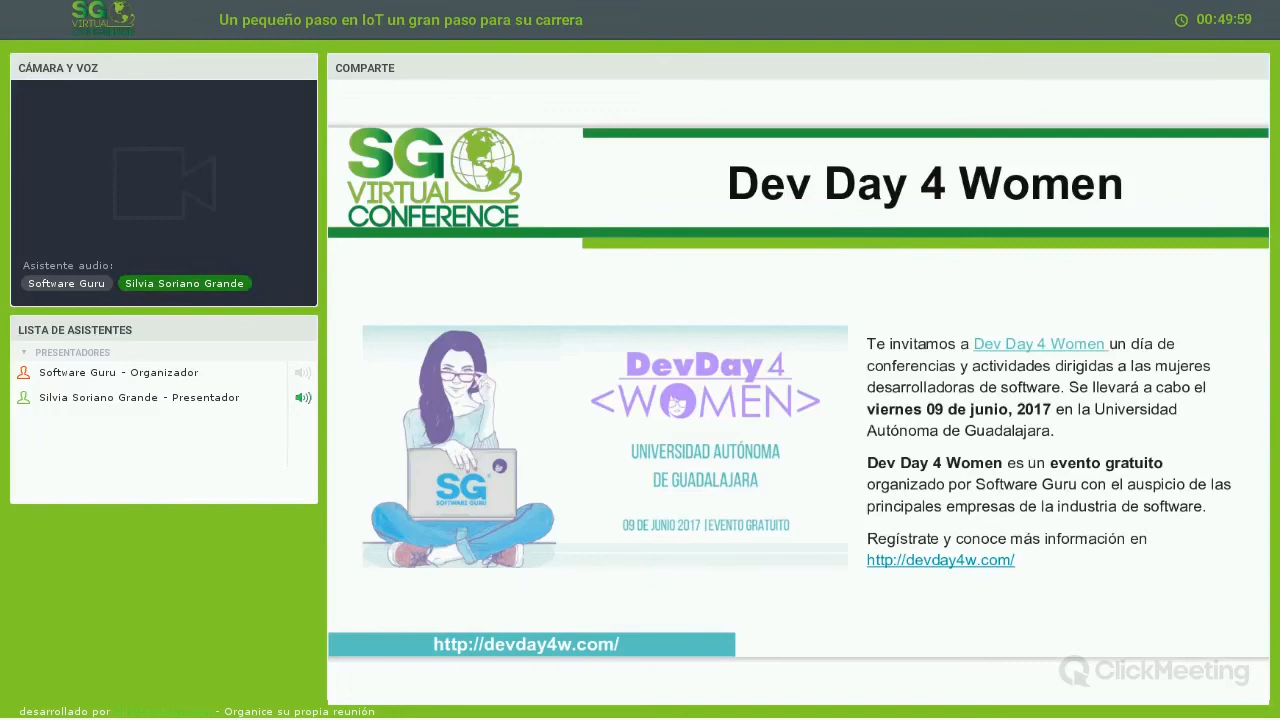 SG
VIRTUAL
Un pequeño paso en IoT un gran paso para su carrera
00:49:59
CÁMARA Y VOZ
Asistente audio:
Software Guru
Silvia Soriano Grande
LISTA DE ASISTENTES
PRESENTADORES
Software Guru - Organizador
Silvia Soriano Grande - Presentador
COMPARTE
SG
VIRTUAL
CONFERENCE
Dev Day 4 Women
DevDay 4
<WOMEN>
UNIVERSIDAD AUTÓNOMA
DE GUADALAJARA
09 DE JUNIO 2017 | EVENTO GRATUITO
SG
SOFTWARE GURU
Te invitamos a Dev Day 4 Women un día de
conferencias y actividades dirigidas a las mujeres
desarrolladoras de software. Se llevará a cabo el
viernes 09 de junio, 2017 en la Universidad
Autónoma de Guadalajara.
Dev Day 4 Women es un evento gratuito
organizado por Software Guru con el auspicio de las
principales empresas de la industria de software.
Regístrate y conoce más información en
http://devday4w.com/
http://devday4w.com/
ClickMeeting
desarrollado por - Organice su propia reunión